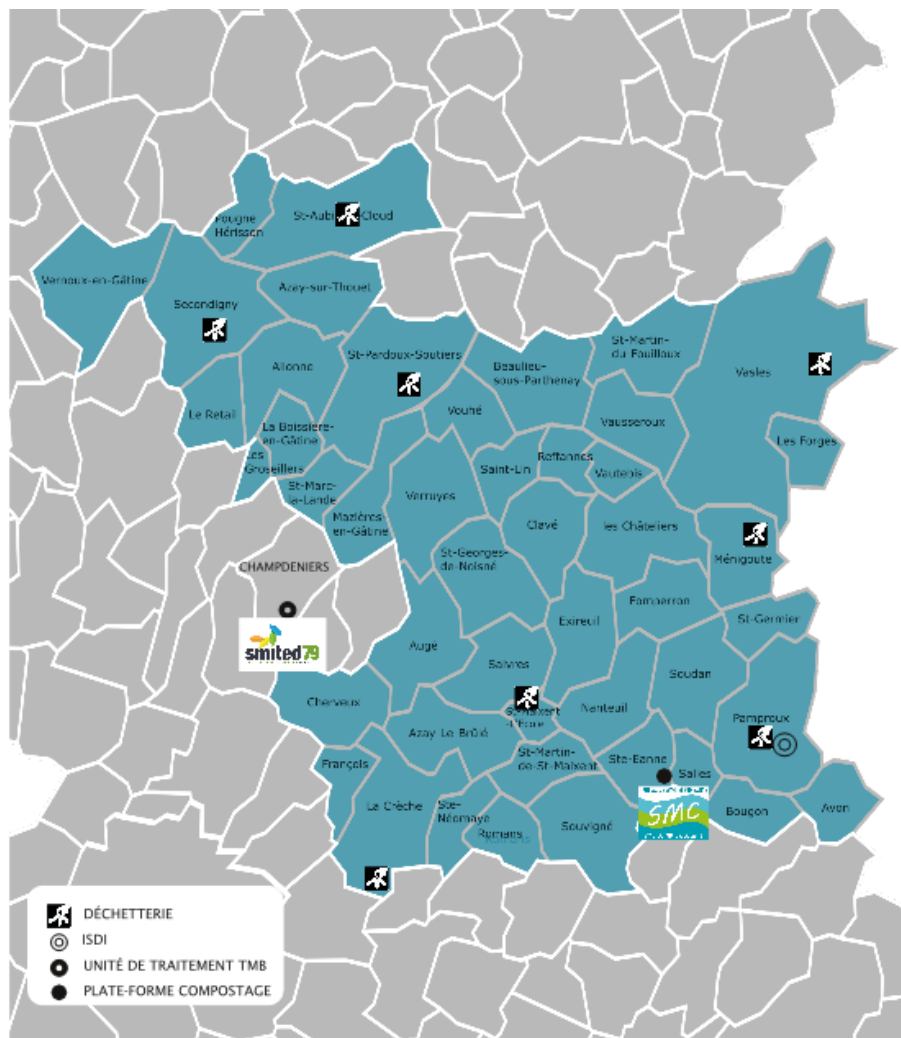 Fougne
Hérisson
St-Aubi
Cloud
Vernoux-en-Gâtine
Azay-sur-Thouet
Secondigny
St-Martin-
du Fouilloux
St-Pardoux-Soutiers
Allonne
Beaulieu-
sous-Parthenay
Vasles
Le Retail
Vouhé
Vausseroux
La Boissière-
en-Gâtine
Les Forges
Les
Groseillers
Saint-Lin
Reffannes
Vautebis
St-Marc-
la-Lande
Verruyes
Mazières-
en-Gâtine
Clavé
les Châteliers
St-Georges-
de-Noisné
Ménigoute
CHAMPDENIERS
Fomperron
St-Germier
Exireuil
smited79
Augé
Saivres
Soudan
Cherveux
St-Maixent
-L'Ecole
Nanteuil
Pamproux
Azay Le Brûlé
St-Martin-
de-St-Maixent
Ste-Eanne
François
Salles
La Crèche
Ste-
Néomaye
SMC
Bougon
Avon
Souvigné
Romans
DÉCHETTERIE
ISDI
UNITÉ DE TRAITEMENT TMB
PLATE-FORME COMPOSTAGE